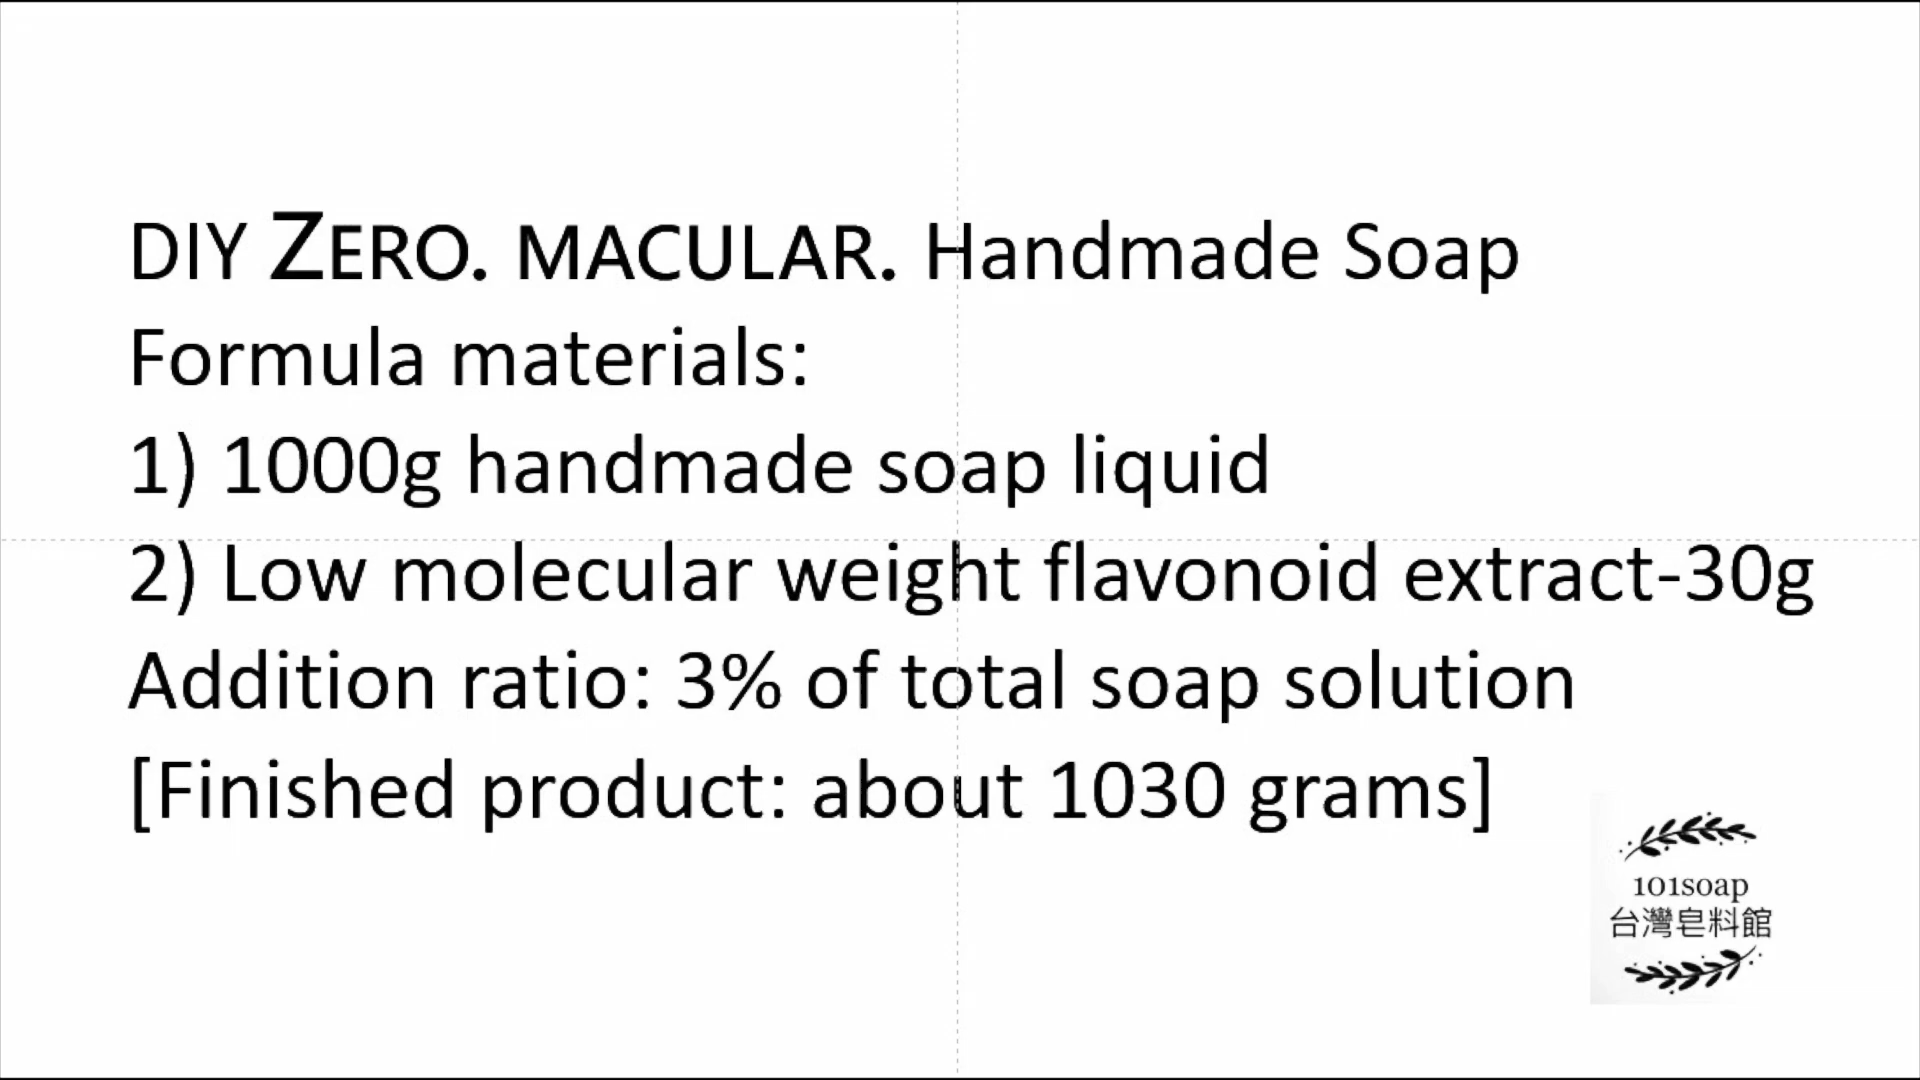 DIY ZERO. MACULAR. Handmade Soap
Formula materials:
1) 1000g handmade soap liquid
2) Low molecular weight flavonoid extract-30g
Addition ratio: 3% of total soap solution
[Finished product: about 1030 grams]
101soap
台灣皂料館